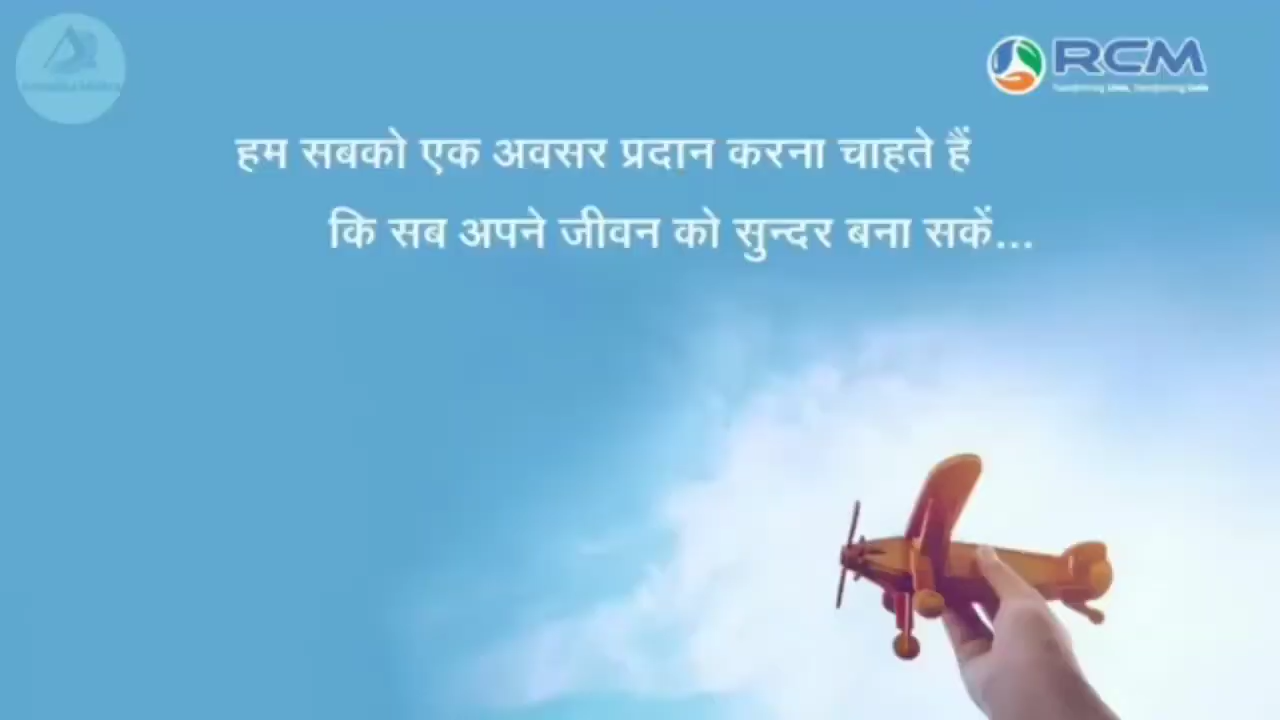 RCM
हम सबको एक अवसर प्रदान करना चाहते हैं
कि सब अपने जीवन को सुन्दर बना सकें...